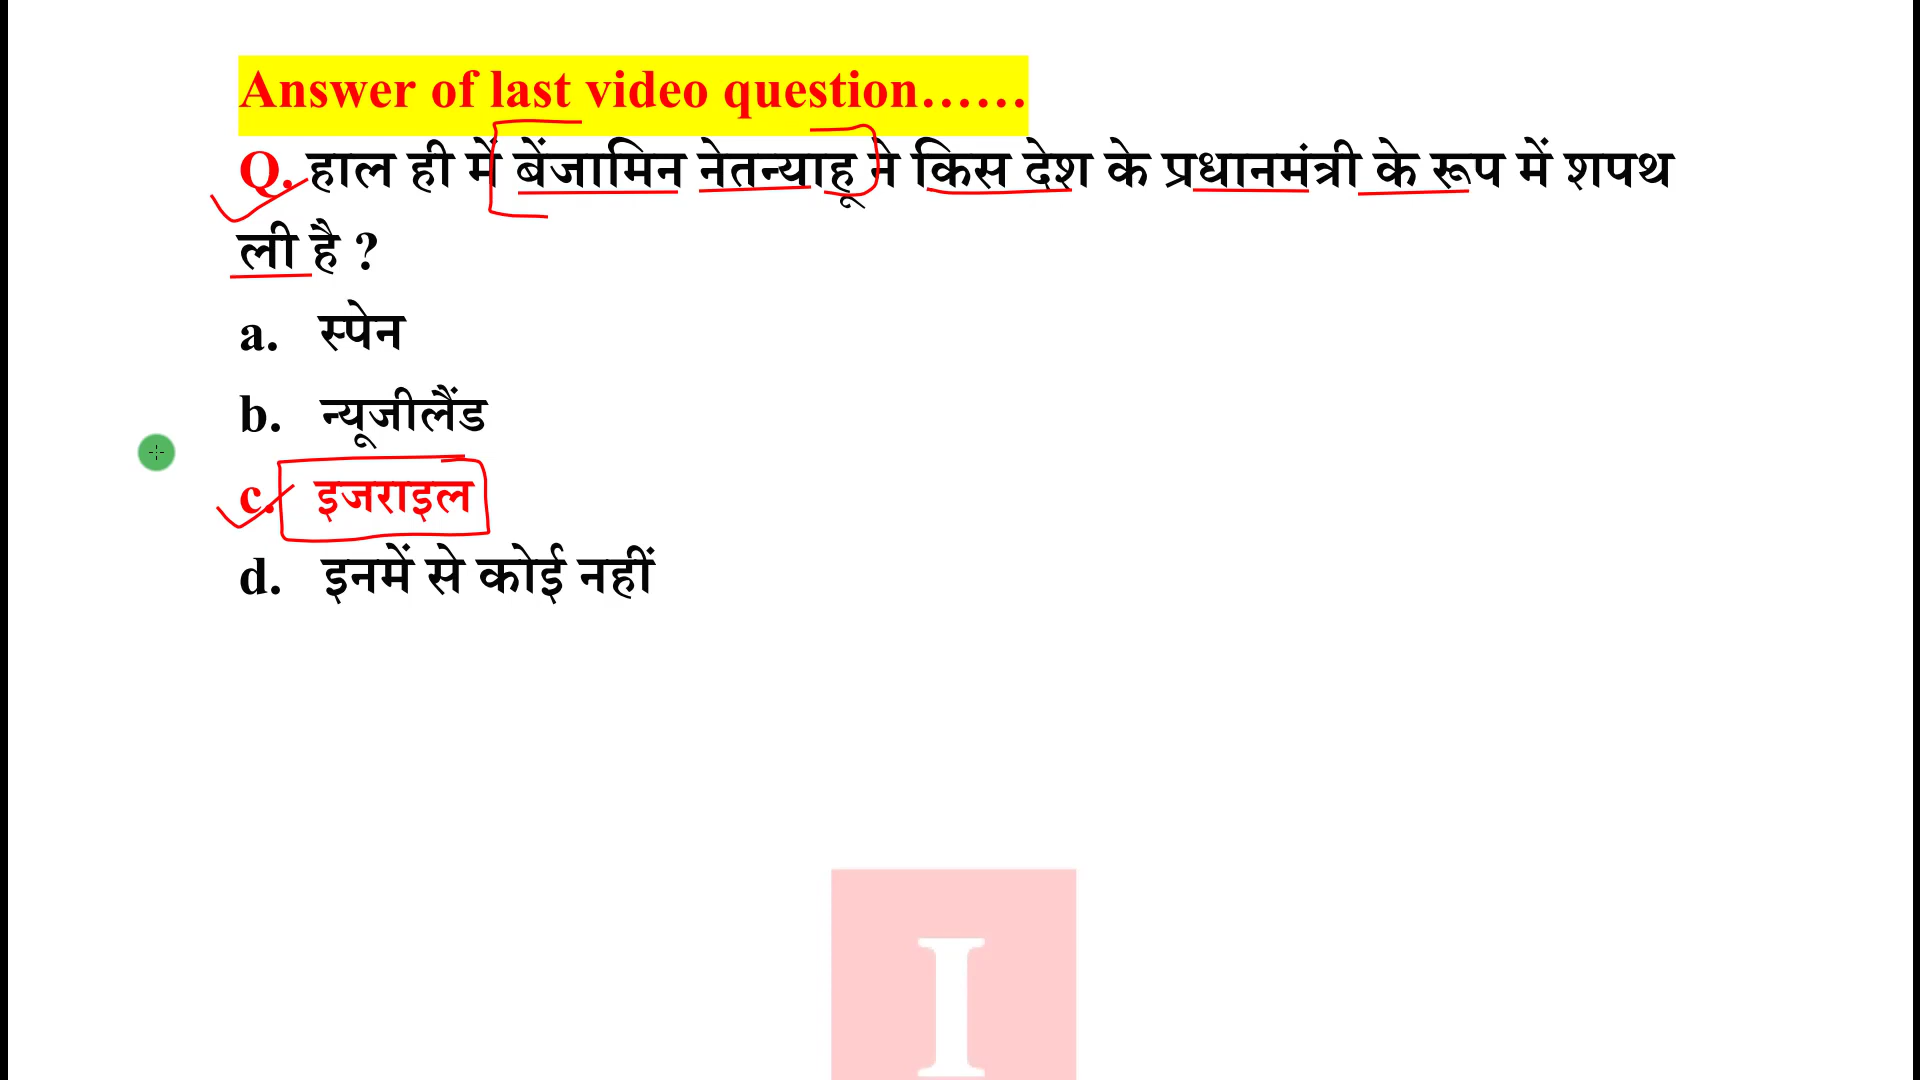 Answer of last video question......
Q. हाल ही में बेंजामिन नेतन्याहू ने किस देश के प्रधानमंत्री के रूप में शपथ
ली है ?
a. स्पेन
b. न्यूजीलैंड
c. इजराइल
d. इनमें से कोई नहीं
I